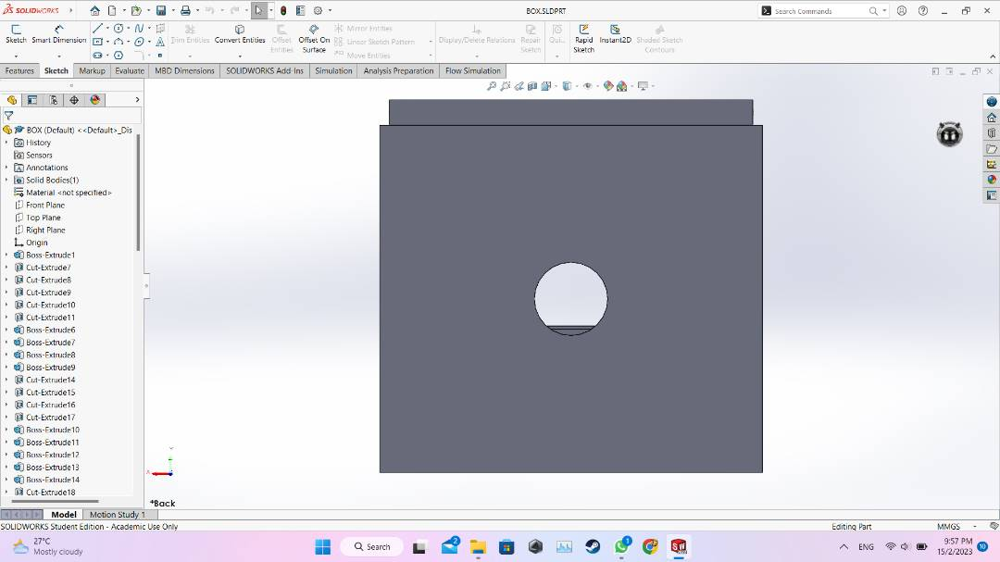 SOLIDWORKS
BOX.SLDPRT
Search Commands
Sketch
Smart Dimension
Trim Entities
Convert Entities
Offset Entities
Offset On Surface
Mirror Entities
Linear Sketch Pattern
Move Entities
Display/Delete Relations
Repair Sketch
Qui...
Rapid Sketch
Instant2D
Shaded Sketch Contours
Features
Sketch
Markup
Evaluate
MBD Dimensions
SOLIDWORKS Add-Ins
Simulation
Analysis Preparation
Flow Simulation
BOX (Default) <<Default>_Dis
History
Sensors
Annotations
Solid Bodies(1)
Material <not specified>
Front Plane
Top Plane
Right Plane
Origin
Boss-Extrude1
Cut-Extrude7
Cut-Extrude8
Cut-Extrude9
Cut-Extrude10
Cut-Extrude11
Boss-Extrude6
Boss-Extrude7
Boss-Extrude8
Boss-Extrude9
Cut-Extrude14
Cut-Extrude15
Cut-Extrude16
Cut-Extrude17
Boss-Extrude10
Boss-Extrude11
Boss-Extrude12
Boss-Extrude13
Boss-Extrude14
Cut-Extrude18
*Back
Model
Motion Study 1
SOLIDWORKS Student Edition - Academic Use Only
Editing Part
MMGS
27°C
Mostly cloudy
Search
2
1
ENG
9:57 PM
15/2/2023
10